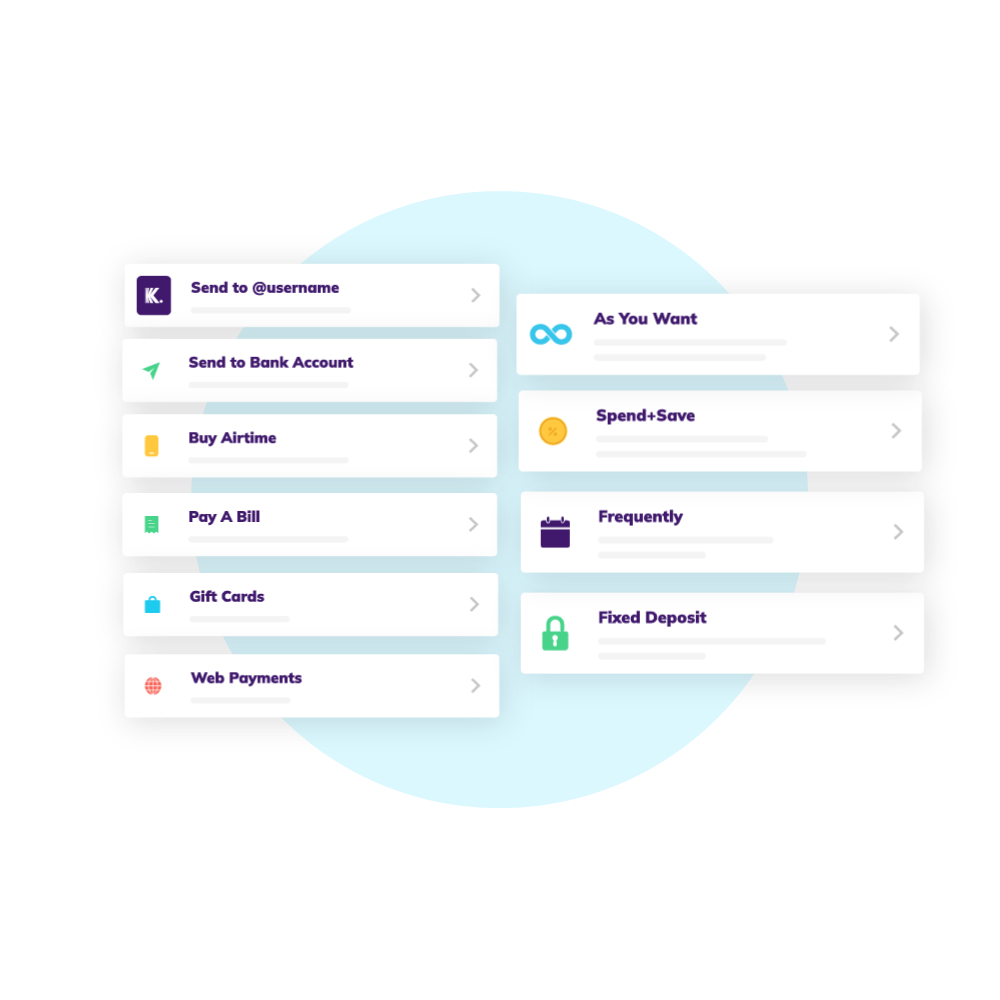 K.
Send to @username
Send to Bank Account
Buy Airtime
Pay A Bill
Gift Cards
Web Payments
As You Want
Spend+Save
Frequently
Fixed Deposit